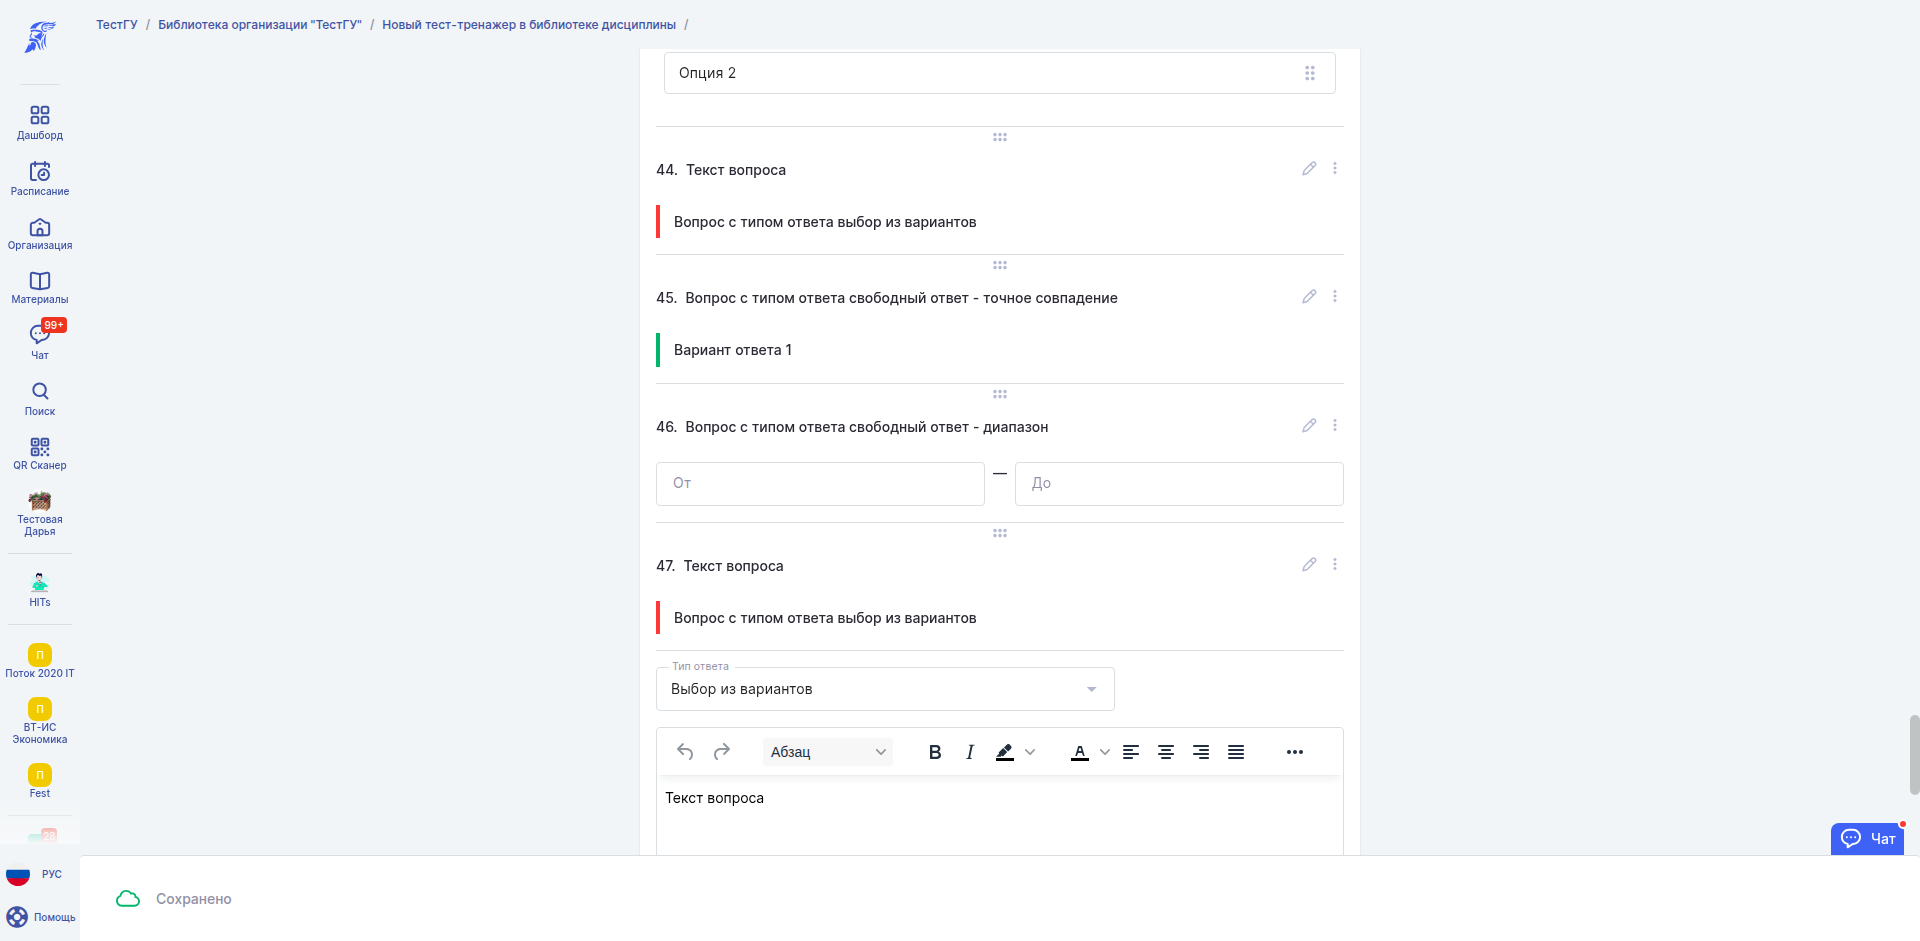 ТестГУ / Библиотека организации "ТестГУ" / Новый тест-тренажер в библиотеке дисциплины /
Дашборд
Расписание
Организация
Материалы
99+
Чат
Поиск
QR Сканер
Тестовая
Дарья
HITs
П
Поток 2020 IT
П
ВТ-ИС
Экономика
П
Fest
28
РУС
Помощь
Опция 2
44. Текст вопроса
Вопрос с типом ответа выбор из вариантов
45. Вопрос с типом ответа свободный ответ - точное совпадение
Вариант ответа 1
46. Вопрос с типом ответа свободный ответ - диапазон
От — До
47. Текст вопроса
Вопрос с типом ответа выбор из вариантов
Тип ответа
Выбор из вариантов
Абзац B I A
Текст вопроса
Чат
Сохранено